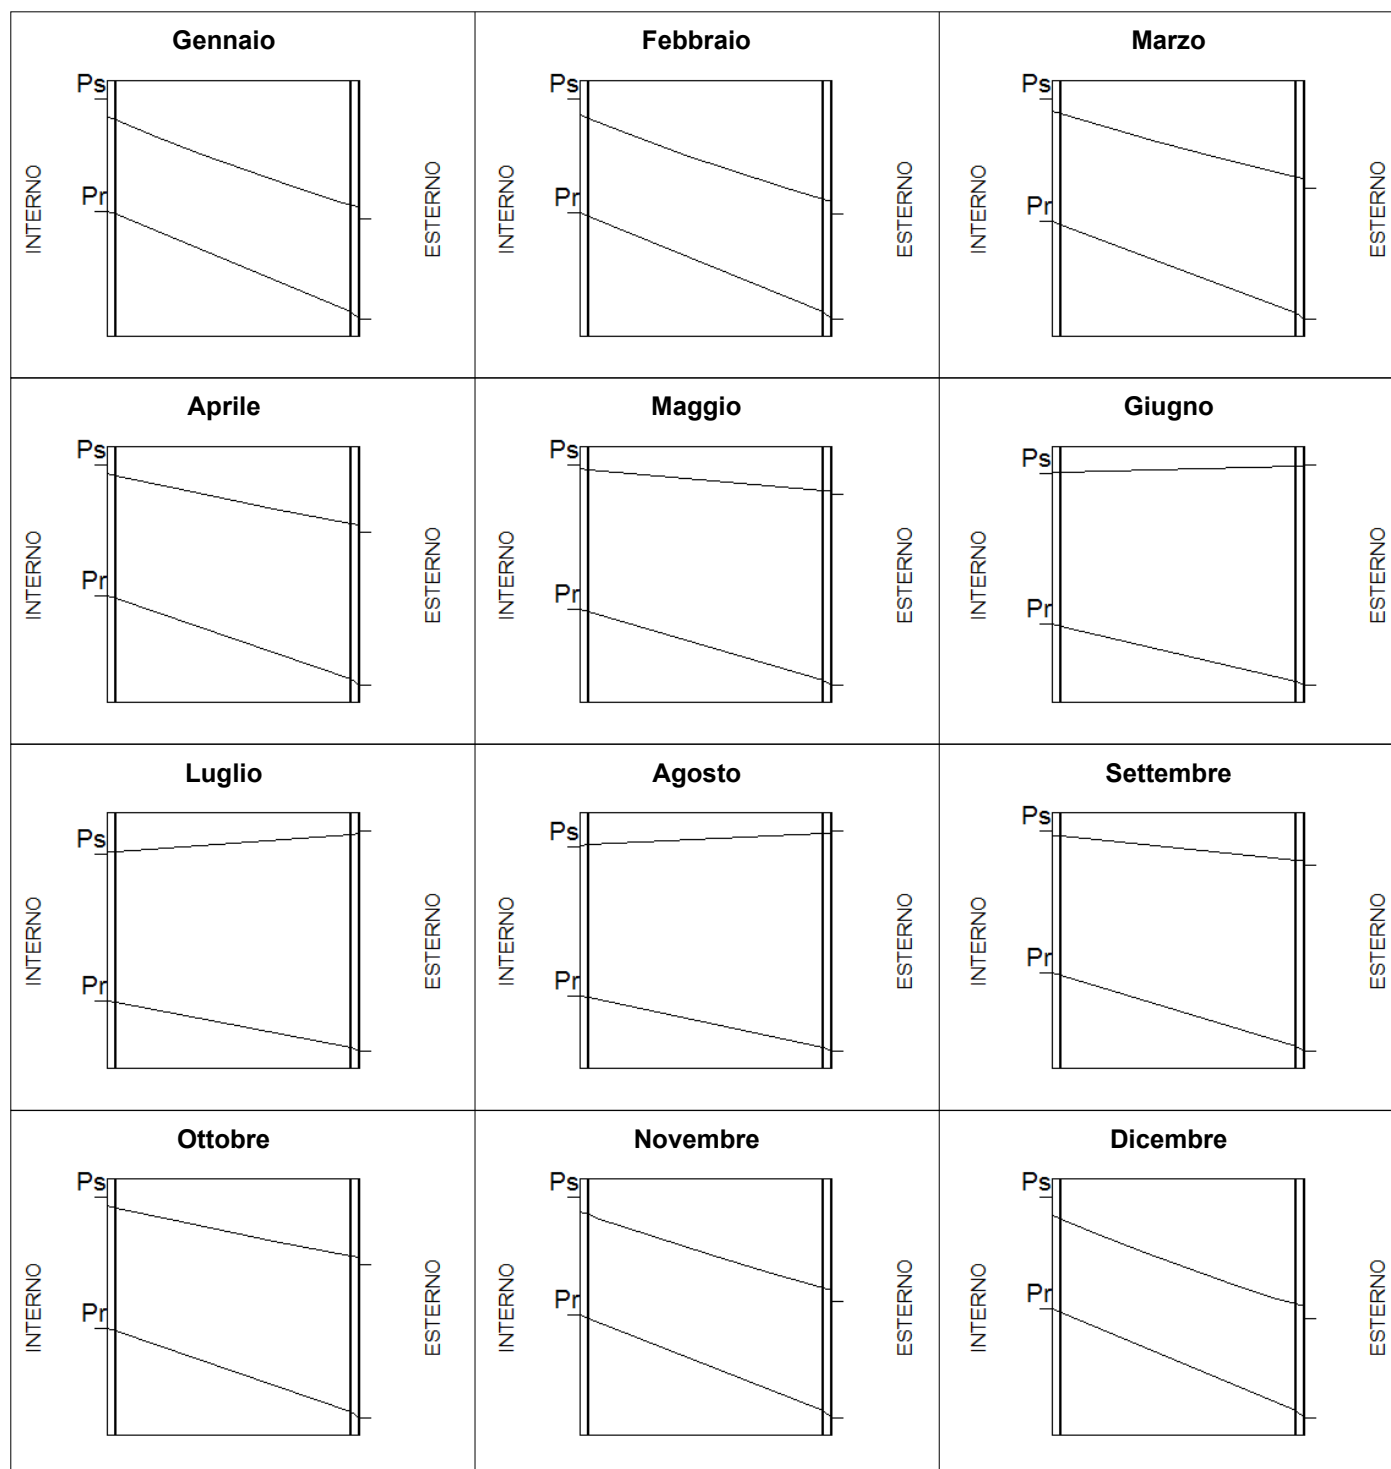 Gennaio
Febbraio
Marzo
Ps
Pr
INTERNO
ESTERNO
Ps
Pr
INTERNO
ESTERNO
Ps
Pr
INTERNO
ESTERNO
Aprile
Maggio
Giugno
Ps
Pr
INTERNO
ESTERNO
Ps
Pr
INTERNO
ESTERNO
Ps
Pr
INTERNO
ESTERNO
Luglio
Agosto
Settembre
Ps
Pr
INTERNO
ESTERNO
Ps
Pr
INTERNO
ESTERNO
Ps
Pr
INTERNO
ESTERNO
Ottobre
Novembre
Dicembre
Ps
Pr
INTERNO
ESTERNO
Ps
Pr
INTERNO
ESTERNO
Ps
Pr
INTERNO
ESTERNO